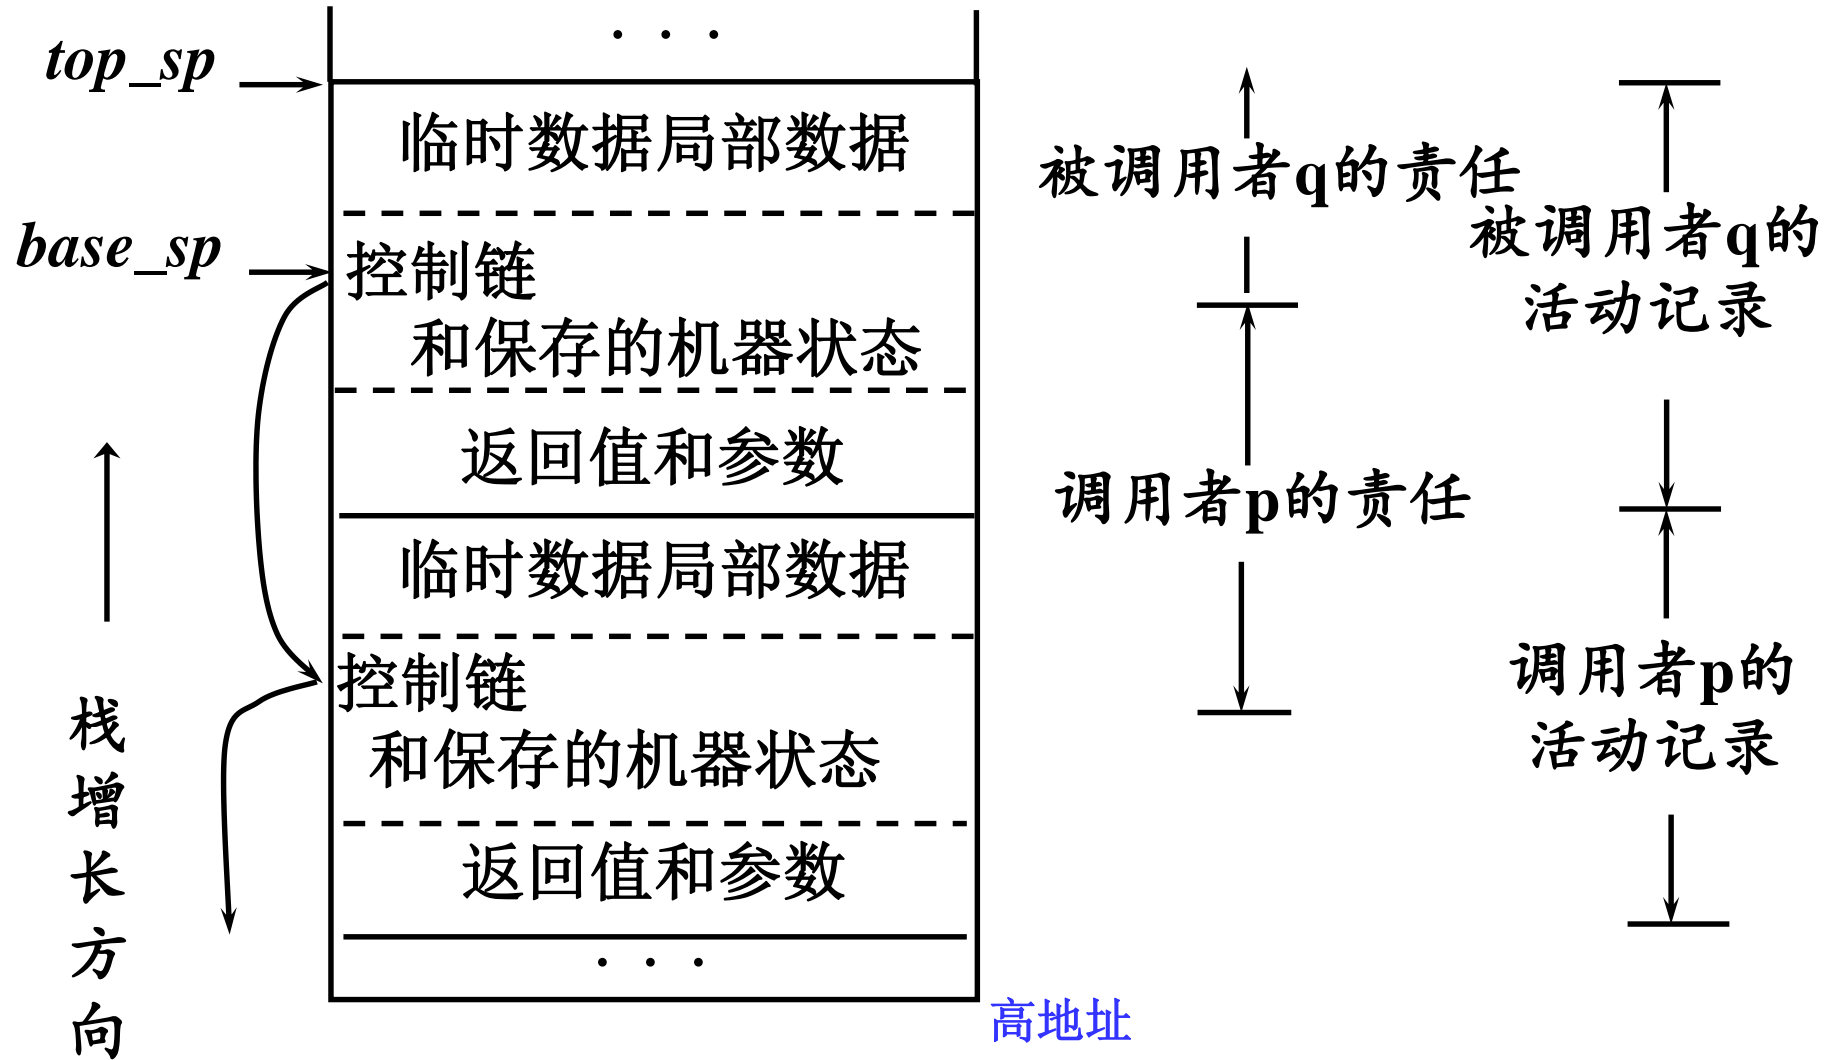 . . .
top_sp
临时数据局部数据
base_sp
控制链
和保存的机器状态
返回值和参数
临时数据局部数据
控制链
和保存的机器状态
返回值和参数
. . .
栈增长方向
高地址
被调用者q的责任
调用者p的责任
被调用者q的
活动记录
调用者p的
活动记录